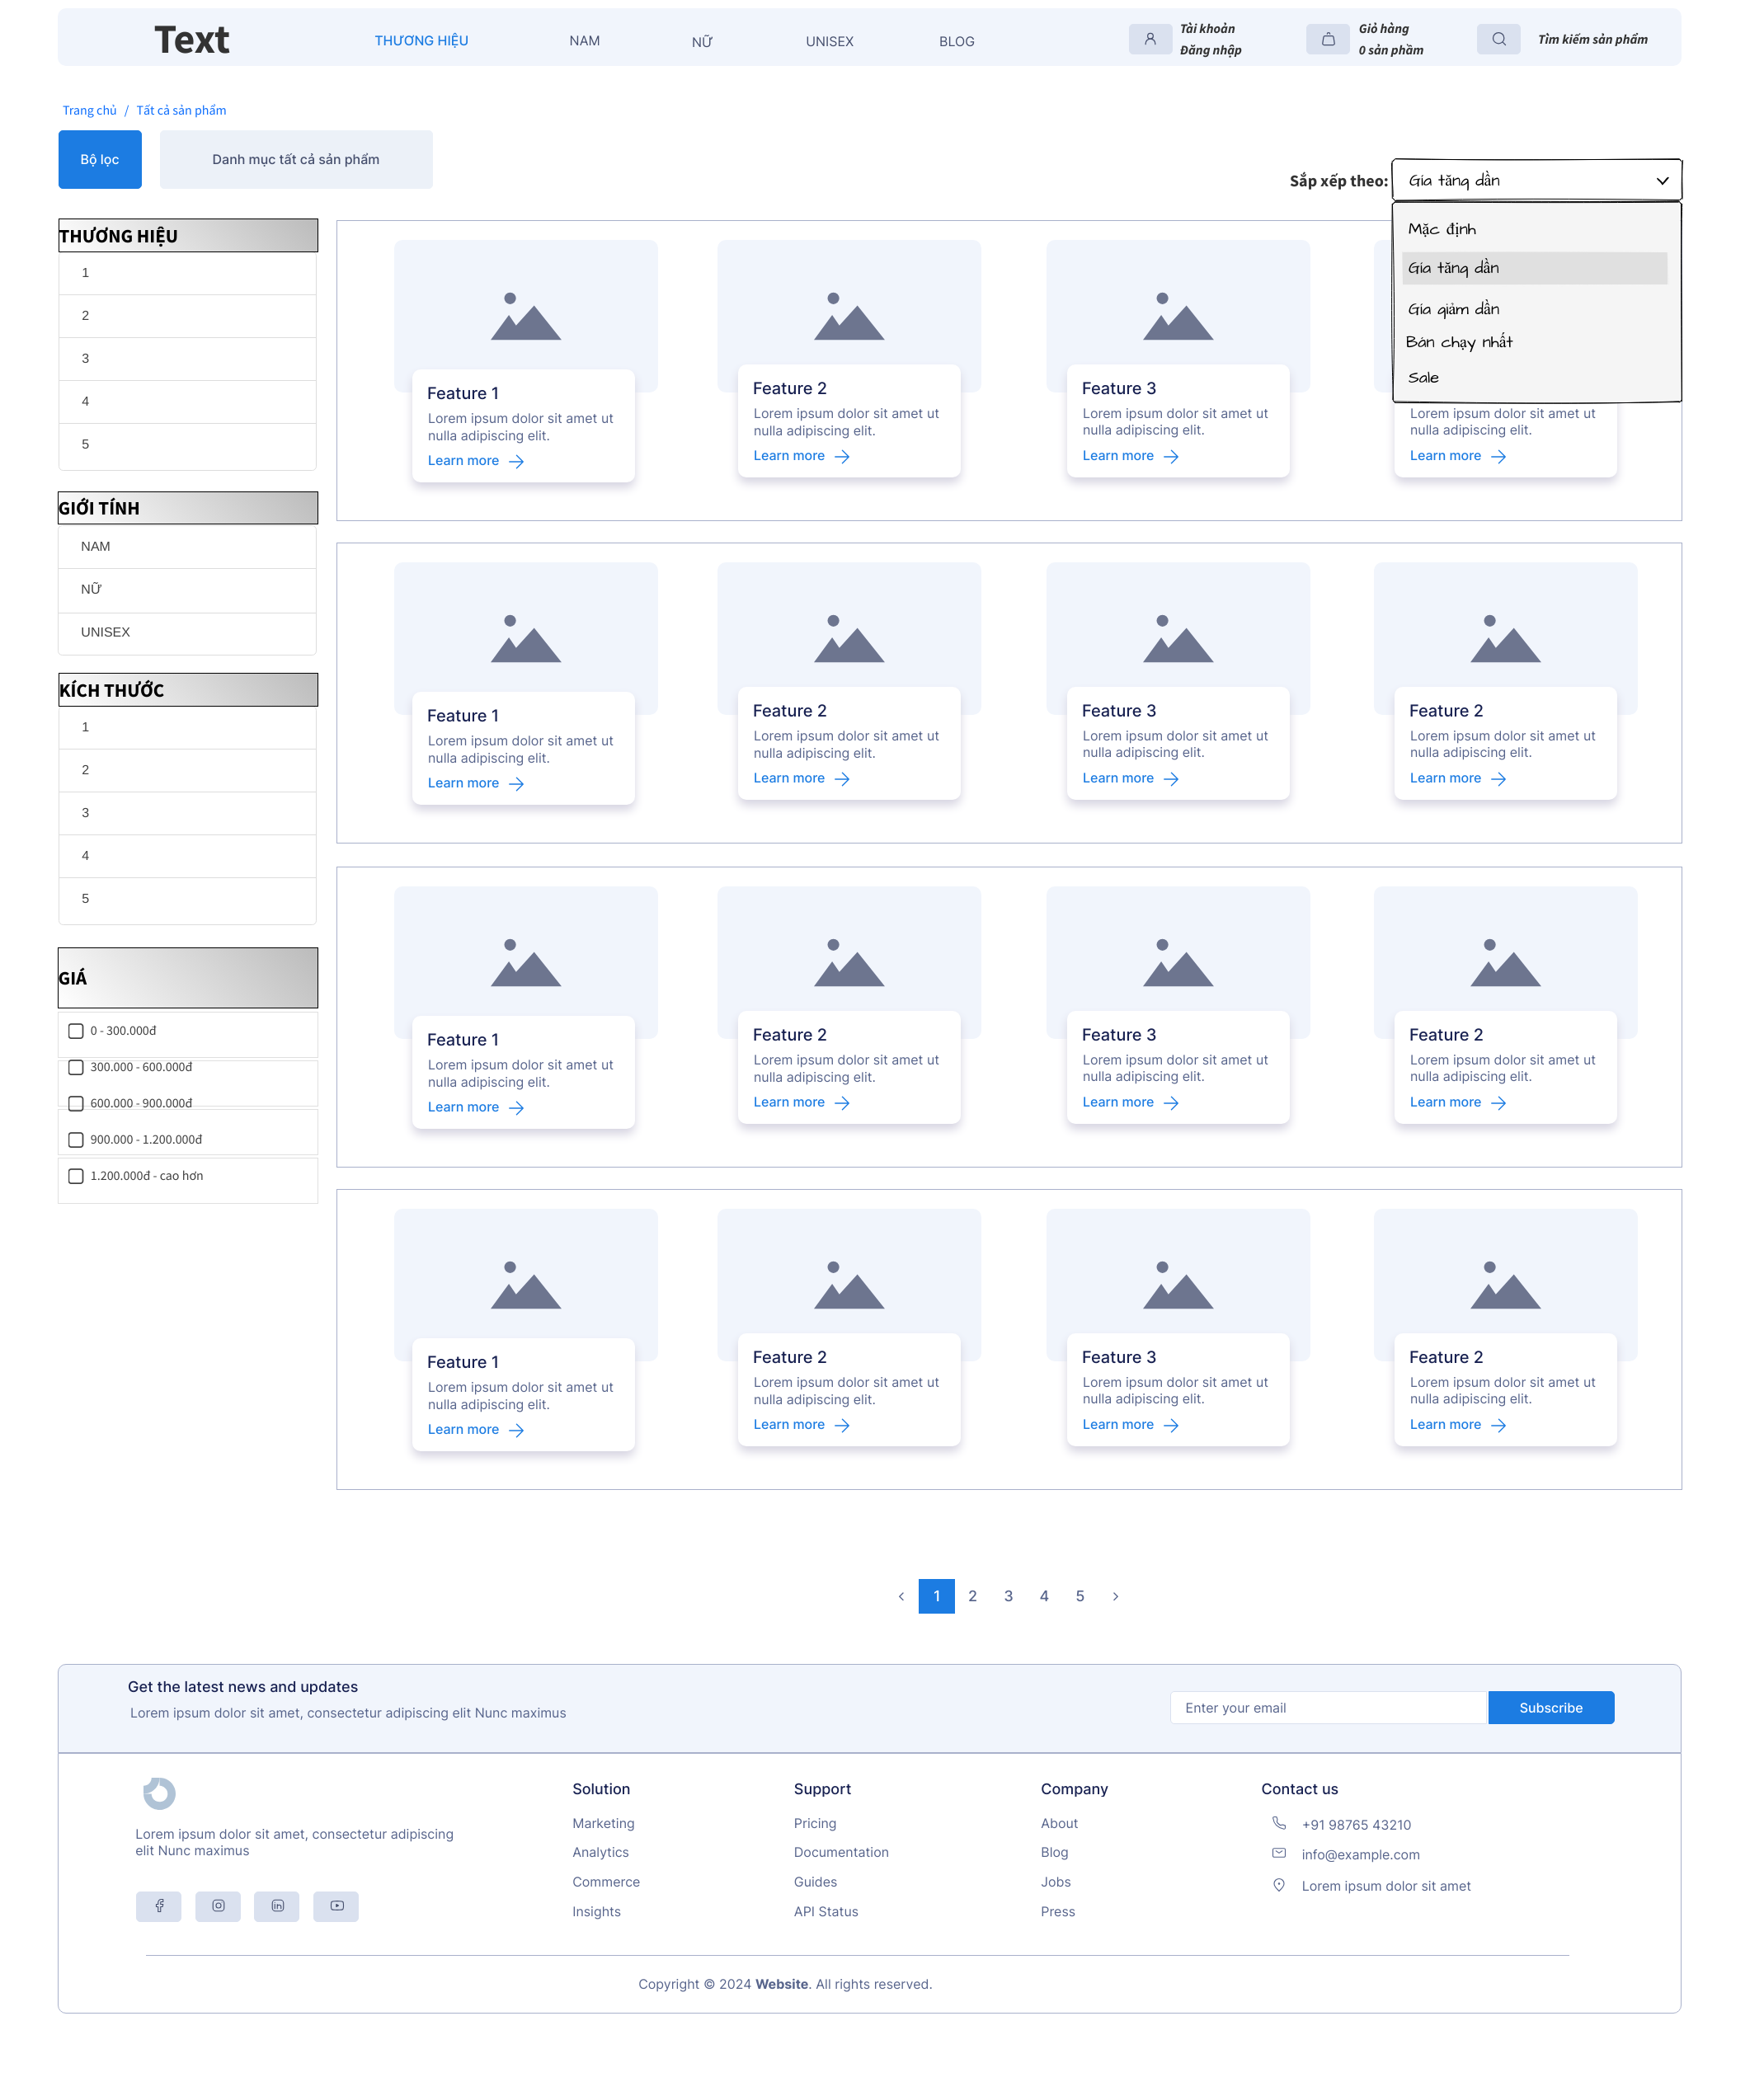 Text
THƯƠNG HIỆU
NAM
NỮ
UNISEX
BLOG
Tài khoản
Đăng nhập
Giỏ hàng
0 sản phầm
Tìm kiếm sản phẩm
Trang chủ / Tất cả sản phẩm
Bộ lọc
Danh mục tất cả sản phẩm
Sắp xếp theo:
Gía tăng dần
Mặc định
Gía tăng dần
Gía giảm dần
Bán chạy nhất
Sale
THƯƠNG HIỆU
1
2
3
4
5
GIỚI TÍNH
NAM
NỮ
UNISEX
KÍCH THƯỚC
1
2
3
4
5
GIÁ
0 - 300.000đ
300.000 - 600.000đ
600.000 - 900.000đ
900.000 - 1.200.000đ
1.200.000đ - cao hơn
Feature 1
Lorem ipsum dolor sit amet ut
nulla adipiscing elit.
Learn more
Feature 2
Lorem ipsum dolor sit amet ut
nulla adipiscing elit.
Learn more
Feature 3
Lorem ipsum dolor sit amet ut
nulla adipiscing elit.
Learn more
Lorem ipsum dolor sit amet ut
nulla adipiscing elit.
Learn more
Feature 1
Lorem ipsum dolor sit amet ut
nulla adipiscing elit.
Learn more
Feature 2
Lorem ipsum dolor sit amet ut
nulla adipiscing elit.
Learn more
Feature 3
Lorem ipsum dolor sit amet ut
nulla adipiscing elit.
Learn more
Feature 2
Lorem ipsum dolor sit amet ut
nulla adipiscing elit.
Learn more
Feature 1
Lorem ipsum dolor sit amet ut
nulla adipiscing elit.
Learn more
Feature 2
Lorem ipsum dolor sit amet ut
nulla adipiscing elit.
Learn more
Feature 3
Lorem ipsum dolor sit amet ut
nulla adipiscing elit.
Learn more
Feature 2
Lorem ipsum dolor sit amet ut
nulla adipiscing elit.
Learn more
Feature 1
Lorem ipsum dolor sit amet ut
nulla adipiscing elit.
Learn more
Feature 2
Lorem ipsum dolor sit amet ut
nulla adipiscing elit.
Learn more
Feature 3
Lorem ipsum dolor sit amet ut
nulla adipiscing elit.
Learn more
Feature 2
Lorem ipsum dolor sit amet ut
nulla adipiscing elit.
Learn more
1 2 3 4 5
Get the latest news and updates
Lorem ipsum dolor sit amet, consectetur adipiscing elit Nunc maximus
Enter your email
Subscribe
Lorem ipsum dolor sit amet, consectetur adipiscing
elit Nunc maximus
Solution
Marketing
Analytics
Commerce
Insights
Support
Pricing
Documentation
Guides
API Status
Company
About
Blog
Jobs
Press
Contact us
+91 98765 43210
info@example.com
Lorem ipsum dolor sit amet
Copyright © 2024 Website. All rights reserved.